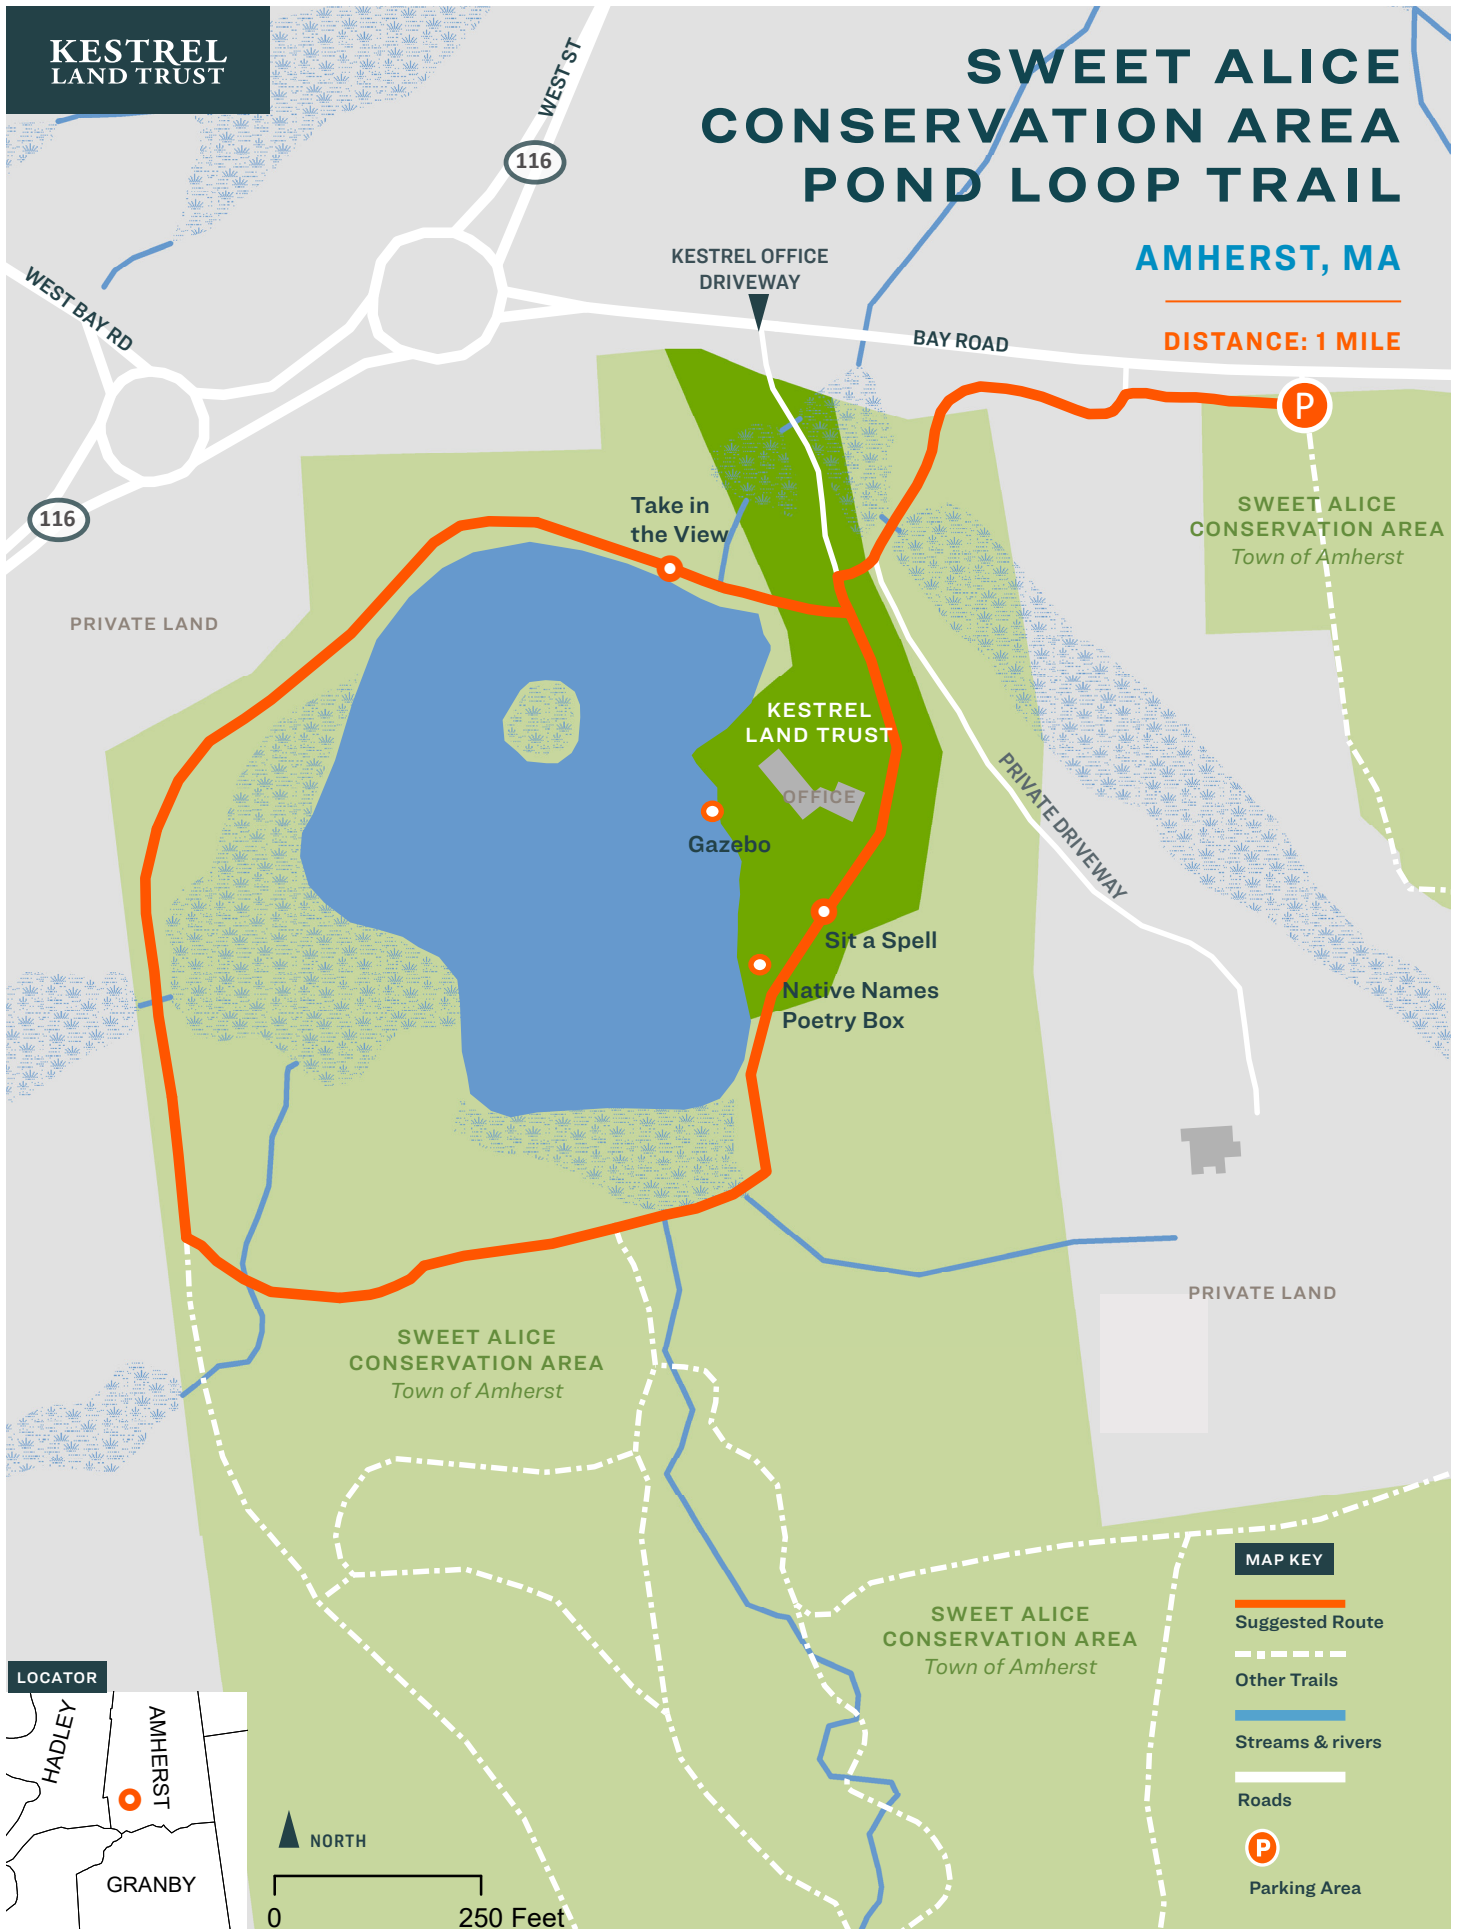 KESTREL
LAND TRUST
SWEET ALICE
CONSERVATION AREA
POND LOOP TRAIL
AMHERST, MA
DISTANCE: 1 MILE
WEST ST
116
KESTREL OFFICE
DRIVEWAY
WEST BAY RD
BAY ROAD
P
116
Take in
the View
SWEET ALICE
CONSERVATION AREA
Town of Amherst
PRIVATE LAND
KESTREL
LAND TRUST
OFFICE
PRIVATE DRIVEWAY
Gazebo
Sit a Spell
Native Names
Poetry Box
PRIVATE LAND
SWEET ALICE
CONSERVATION AREA
Town of Amherst
SWEET ALICE
CONSERVATION AREA
Town of Amherst
MAP KEY
Suggested Route
Other Trails
Streams & rivers
Roads
P
Parking Area
LOCATOR
HADLEY
AMHERST
GRANBY
NORTH
0
250 Feet